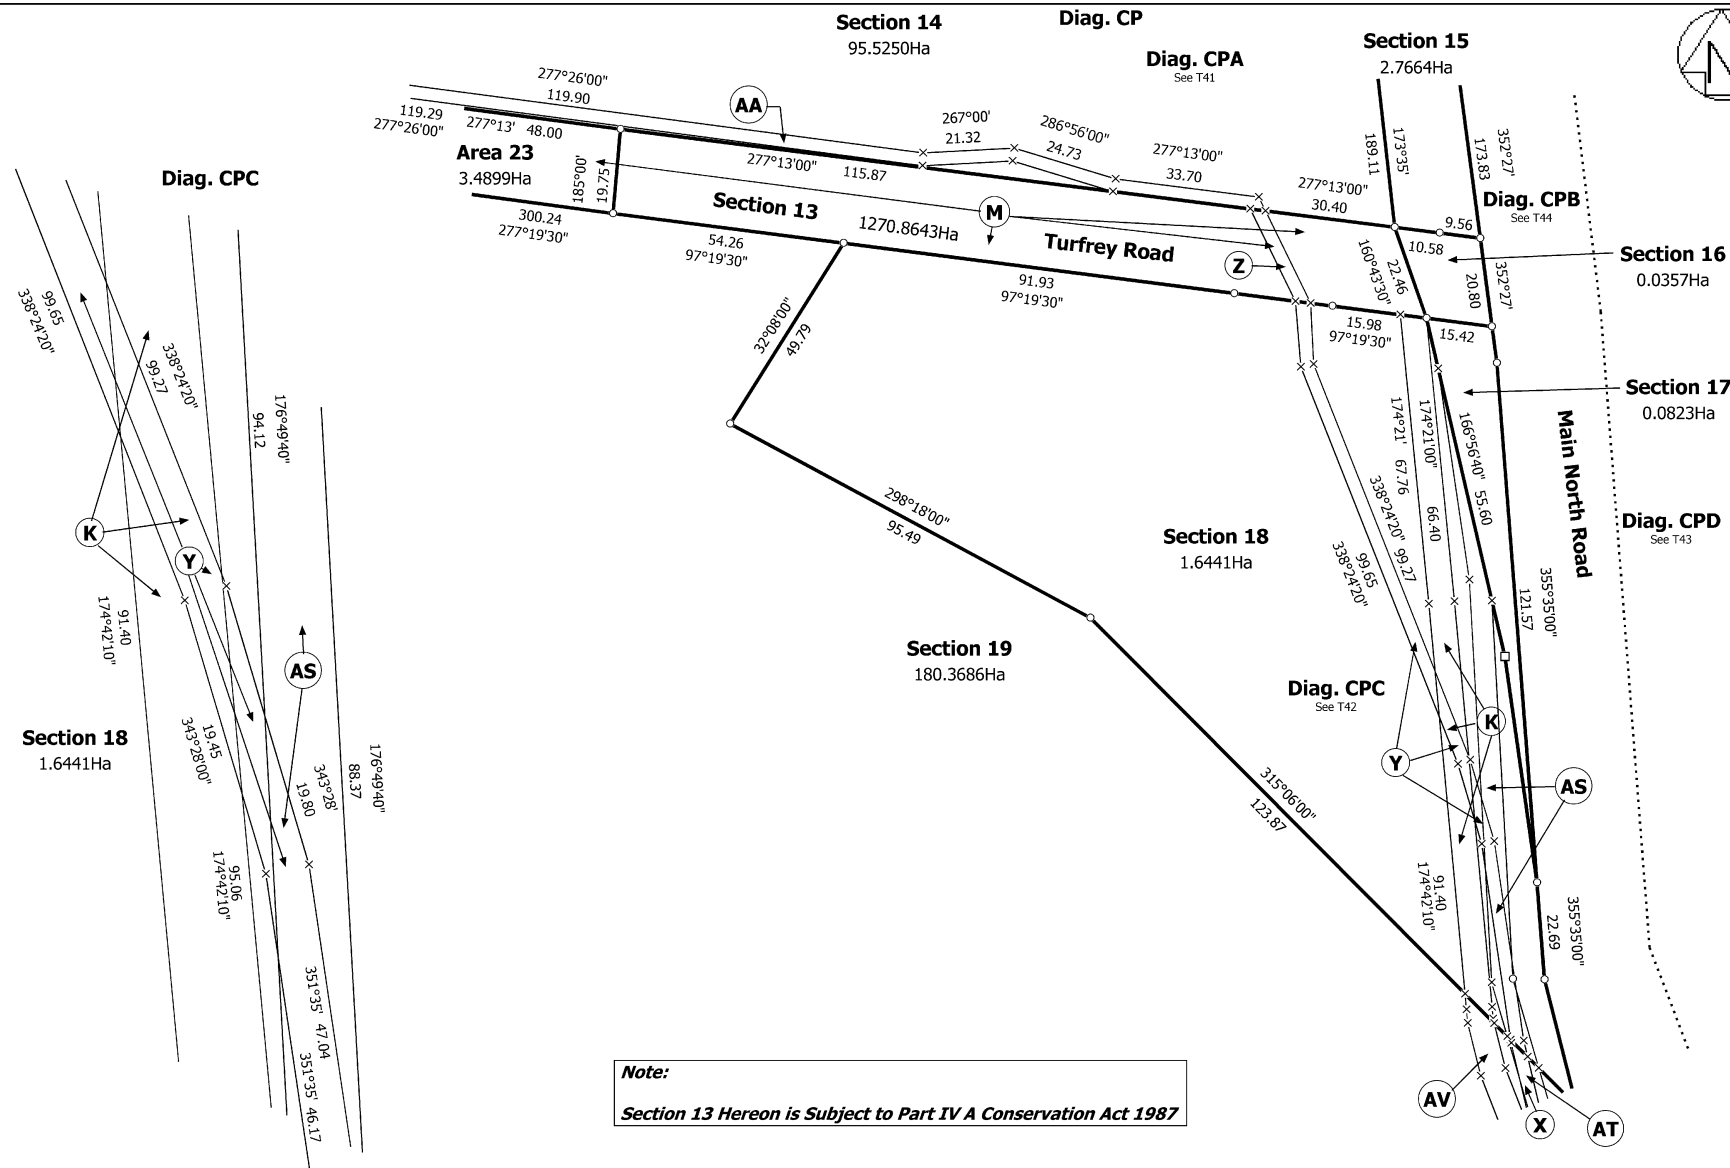 Section 14
95.5250Ha
Diag. CP
Diag. CPA
See T41
Section 15
2.7664Ha
277°26'00"
119.90
AA
267°00'
21.32
286°56'00"
24.73
277°13'00"
33.70
277°13'00"
30.40
189.11
173°35'
173.83
352°27'
119.29
277°26'00"
277°13' 48.00
Area 23
3.4899Ha
185°00'
19.75
277°13'00"
115.87
Diag. CPB
See T44
9.56
10.58
Section 16
0.0357Ha
Diag. CPC
Section 13
1270.8643Ha
M
Turfrey Road
Z
300.24
277°19'30"
54.26
97°19'30"
91.93
97°19'30"
160°43'30"
22.46
20.80
352°27'
15.98
97°19'30"
15.42
Section 17
0.0823Ha
99.65
338°24'20"
338°24'20"
99.27
94.12
176°49'40"
32°08'00"
49.79
174°21' 67.76
174°21'00"
66.40
166°56'40" 55.60
Main North Road
Diag. CPD
See T43
K
Y
298°18'00"
95.49
Section 18
1.6441Ha
338°24'20" 99.27
99.65
338°24'20"
355°35'00"
121.57
91.40
174°42'10"
AS
Section 19
180.3686Ha
Diag. CPC
See T42
K
Y
AS
Section 18
1.6441Ha
19.45
343°28'00"
343°28'
19.80
176°49'40"
88.37
315°06'00"
123.87
95.06
174°42'10"
91.40
174°42'10"
355°35'00"
22.69
351°35' 47.04
351°35' 46.17
Note:
Section 13 Hereon is Subject to Part IV A Conservation Act 1987
AV
X
AT